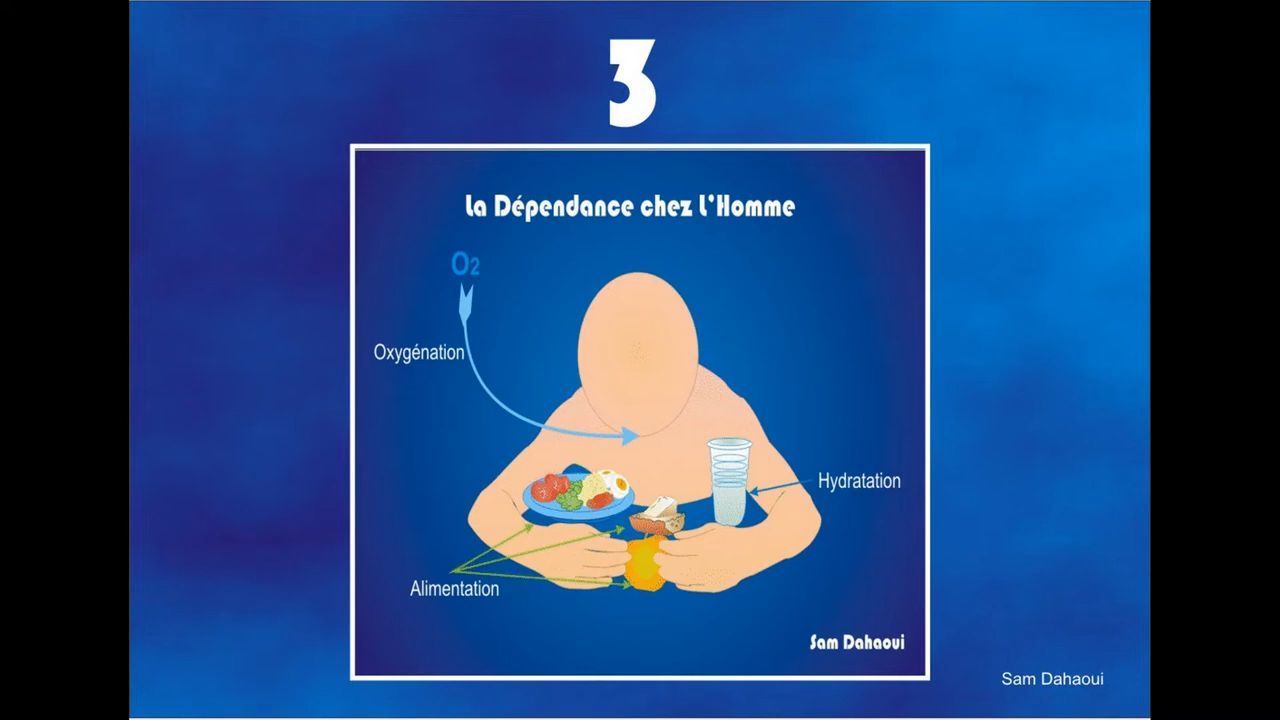 3
La Dépendance chez L'Homme
O2
Oxygénation
Hydratation
Alimentation
Sam Dahaoui
Sam Dahaoui